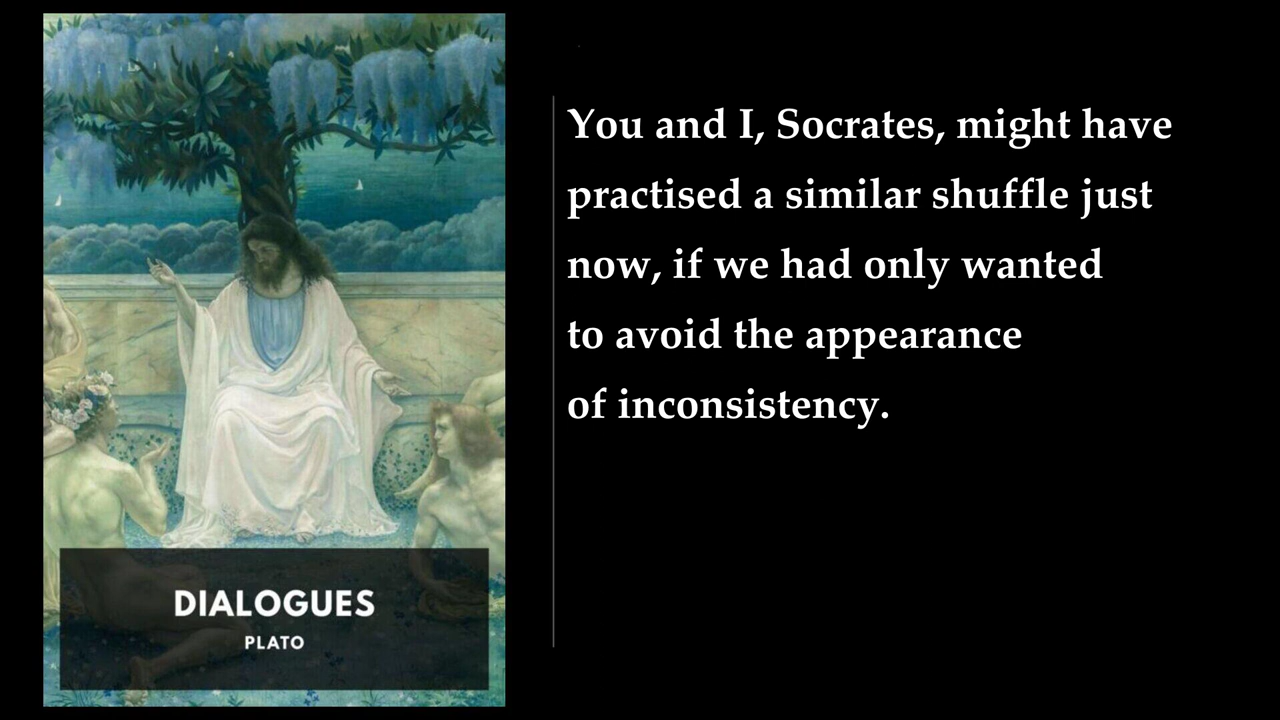 DIALOGUES
PLATO
You and I, Socrates, might have
practised a similar shuffle just
now, if we had only wanted
to avoid the appearance
of inconsistency.